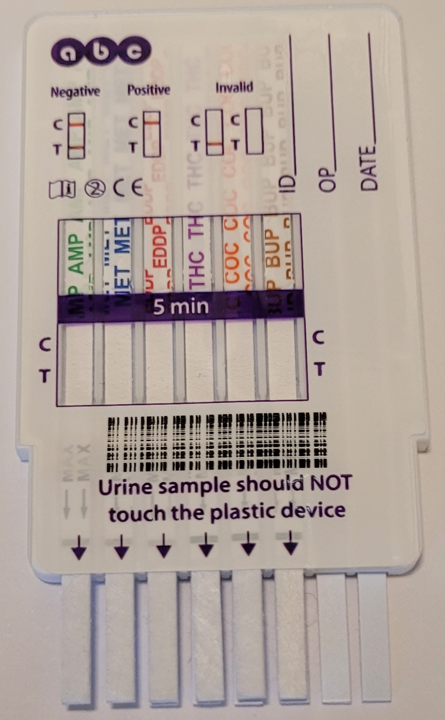 abc
Negative Positive Invalid
C C C C
T T T T
CE
ID
OP
DATE
AMP MET EDDP THC COC BUP
5 min
C C
T T
MAX
MAX
Urine sample should NOT
touch the plastic device